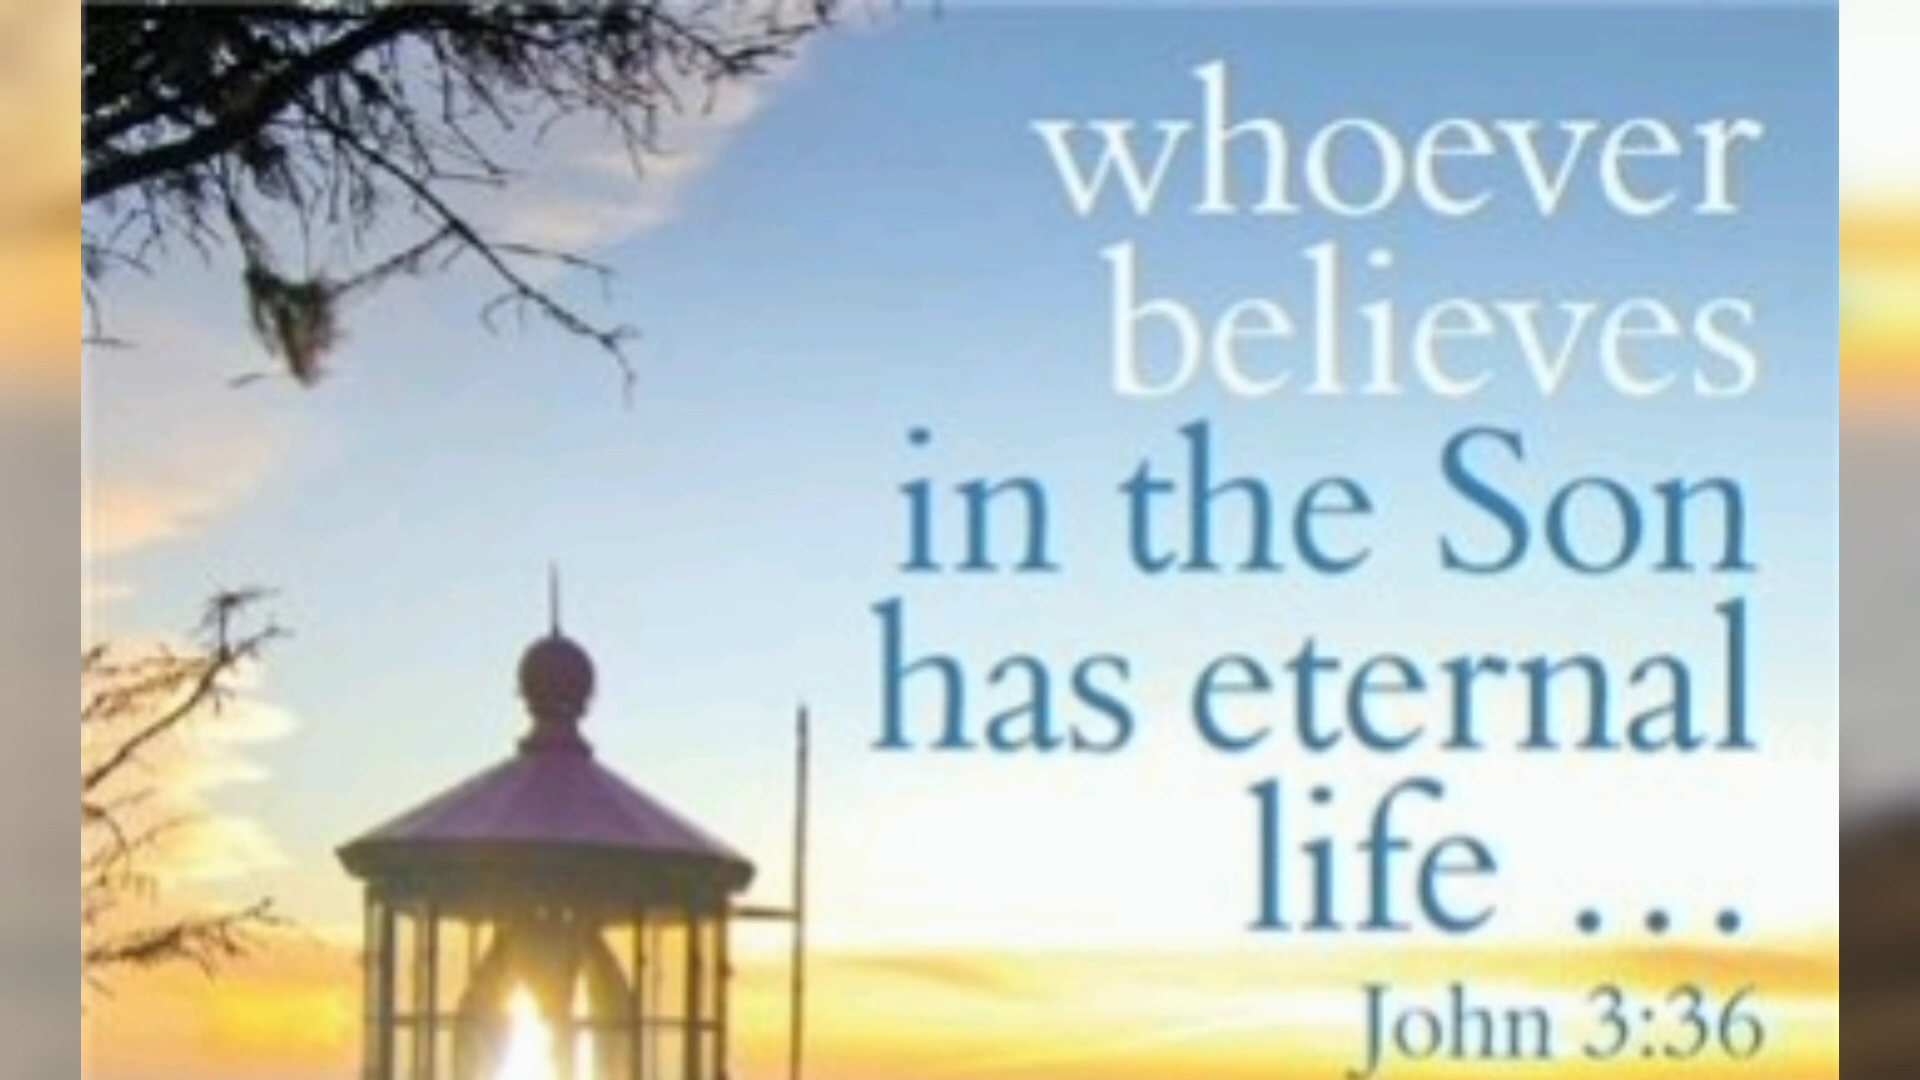 whoever
believes
in the Son
has eternal
life ...
John 3:36